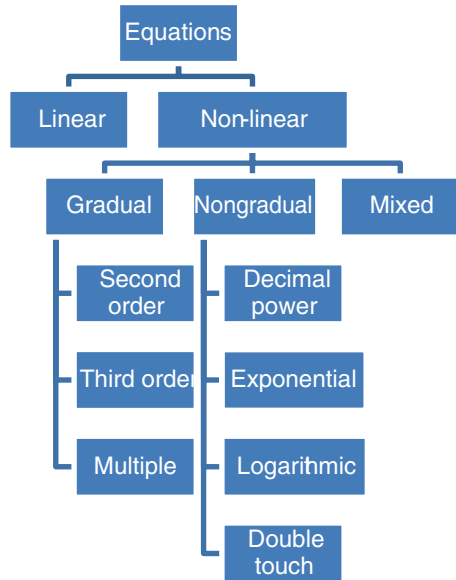 Equations
Linear
Non-linear
Gradual
Nongradual
Mixed
Second
order
Decimal
power
Third order
Exponential
Multiple
Logarithmic
Double
touch